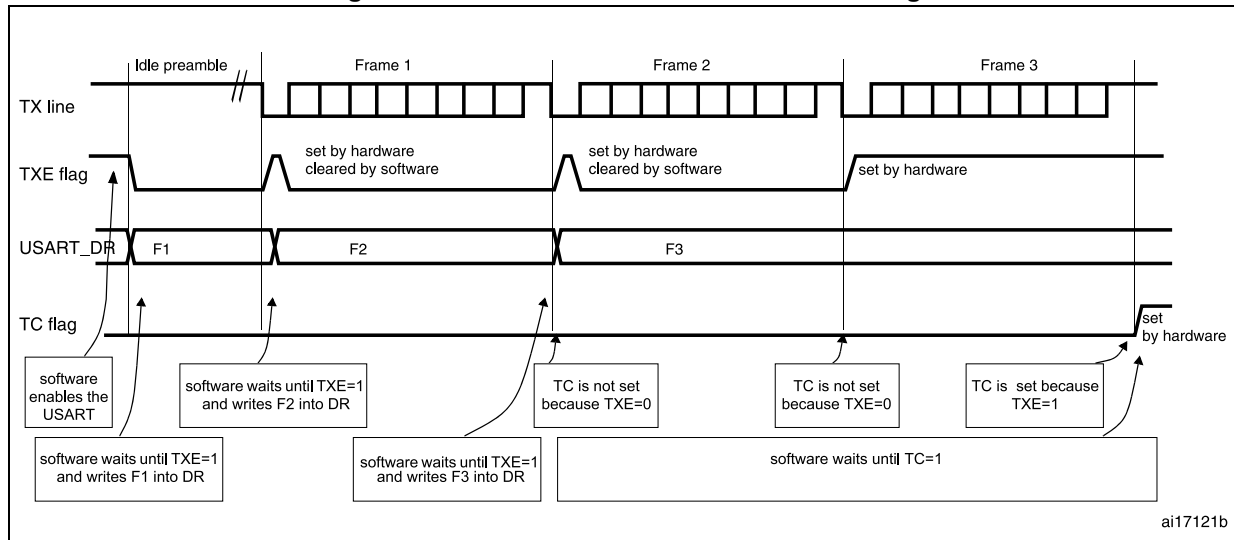 Idle preamble
Frame 1
Frame 2
Frame 3
TX line
TXE flag
set by hardware
cleared by software
set by hardware
cleared by software
set by hardware
USART_DR
F1
F2
F3
TC flag
set
by hardware
software
enables the
USART
software waits until TXE=1
and writes F2 into DR
TC is not set
because TXE=0
TC is not set
because TXE=0
TC is set because
TXE=1
software waits until TXE=1
and writes F1 into DR
software waits until TXE=1
and writes F3 into DR
software waits until TC=1
ai17121b